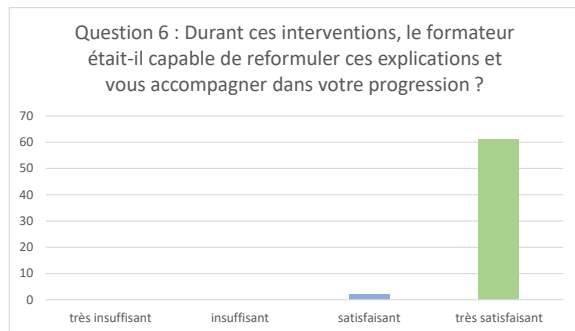 Question 6 : Durant ces interventions, le formateur
était-il capable de reformuler ces explications et
vous accompagner dans votre progression ?
70
60
50
40
30
20
10
0
très insuffisant insuffisant satisfaisant très satisfaisant